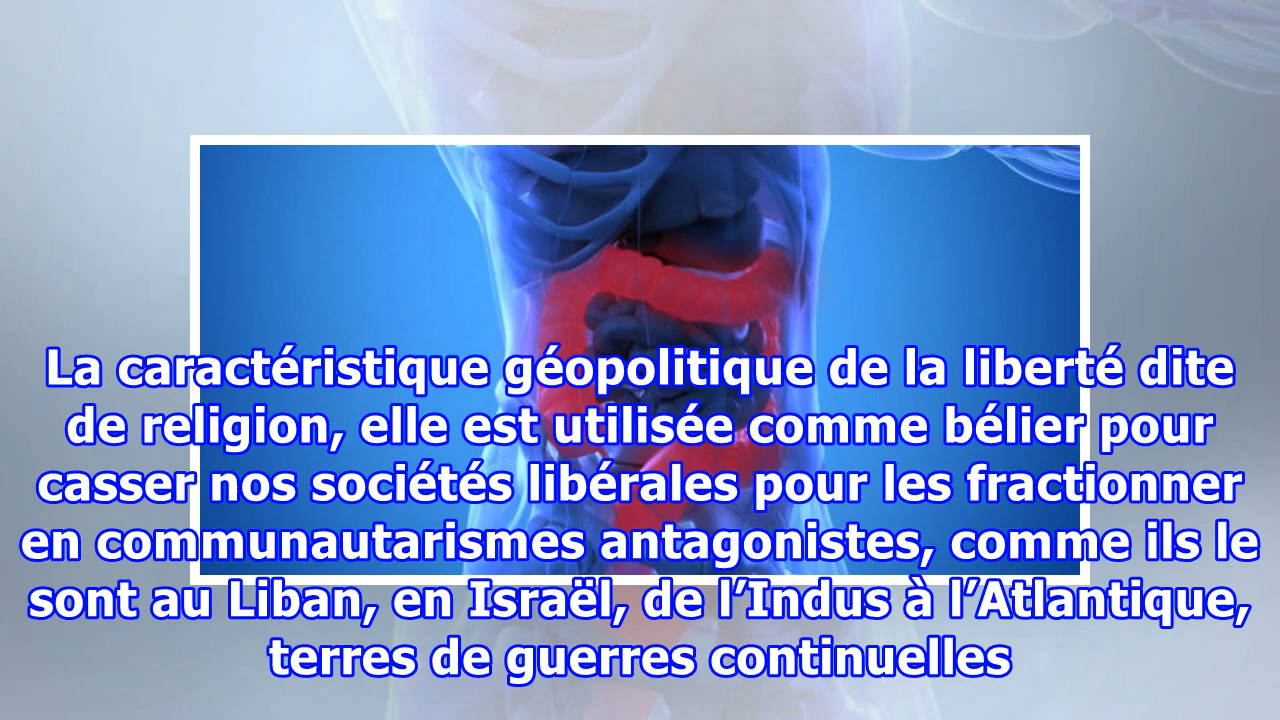 La caractéristique géopolitique de la liberté dite
de religion, elle est utilisée comme bélier pour
casser nos sociétés libérales pour les fractionner
en communautarismes antagonistes, comme ils le
sont au Liban, en Israël, de l’Indus à l’Atlantique,
terres de guerres continuelles